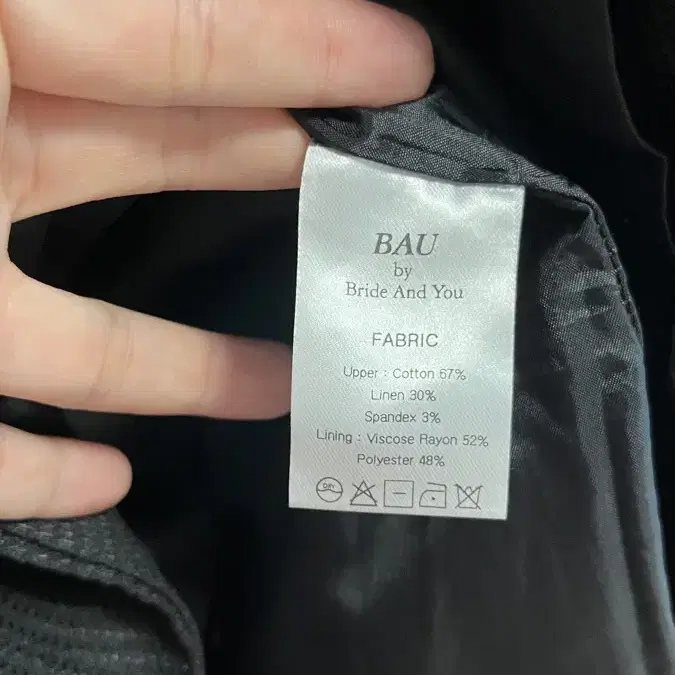 BAU
by
Bride And You
FABRIC
Upper : Cotton 67%
Linen 30%
Spandex 3%
Lining : Viscose Rayon 52%
Polyester 48%
DRY